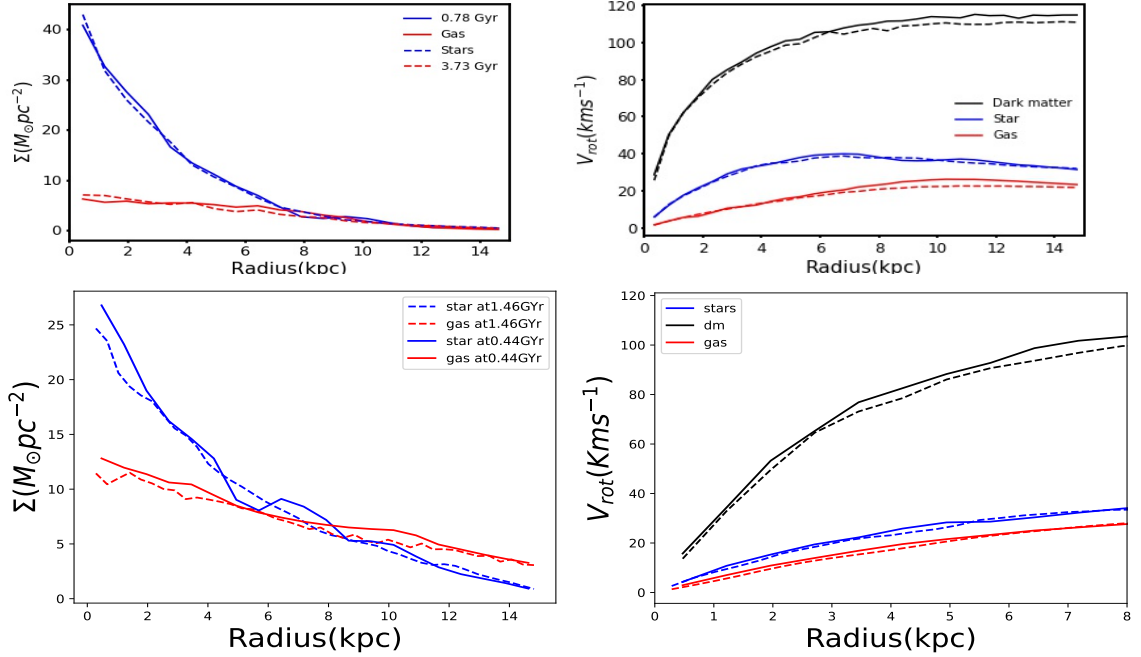 0.78 Gyr
Gas
Stars
3.73 Gyr
40
30
20
10
0
Σ(M⊙pc⁻²)
0 2 4 6 8 10 12 14
Radius(kpc)
Dark matter
Star
Gas
120
100
80
60
40
20
0
V_rot(kms⁻¹)
0 2 4 6 8 10 12 14
Radius(kpc)
star at1.46GYr
gas at1.46GYr
star at0.44GYr
gas at0.44GYr
25
20
15
10
5
0
Σ(M⊙pc⁻²)
0 2 4 6 8 10 12 14
Radius(kpc)
stars
dm
gas
120
100
80
60
40
20
0
V_rot(Kms⁻¹)
0 1 2 3 4 5 6 7 8
Radius(kpc)